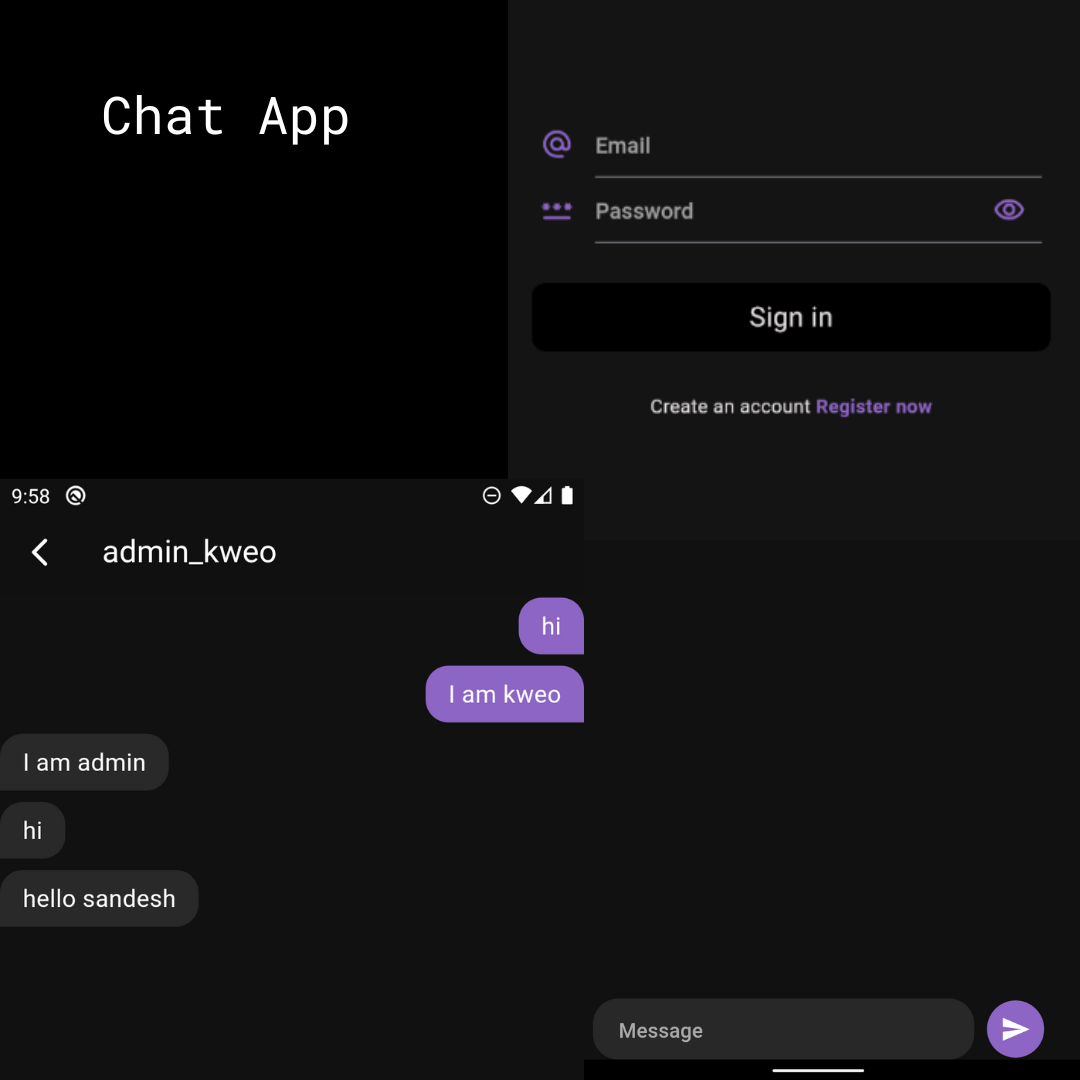 Chat App
Email
Password
Sign in
Create an account Register now
9:58
admin_kweo
hi
I am kweo
I am admin
hi
hello sandesh
Message